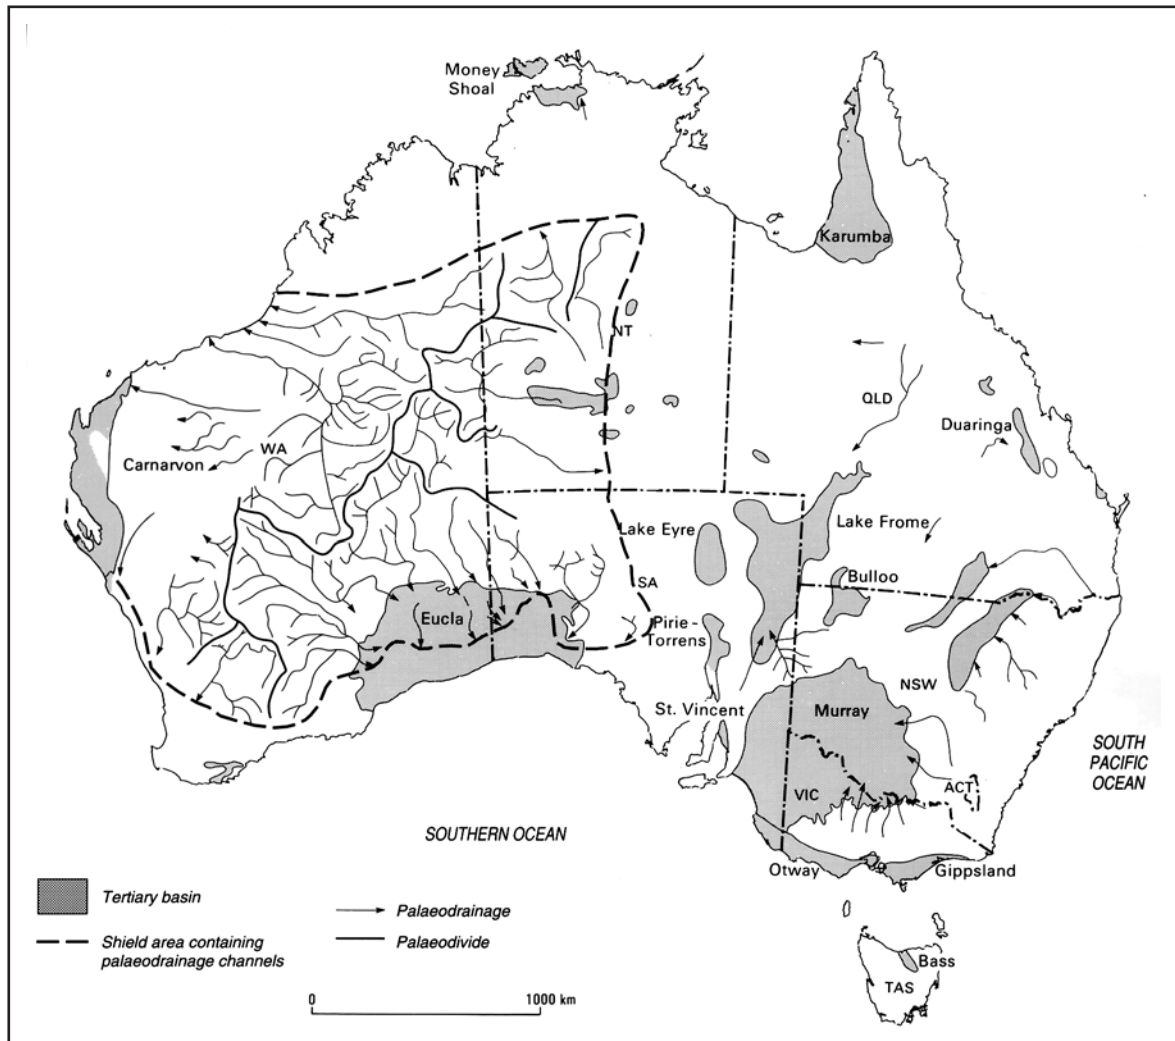 Money
Shoal
Karumba
NT
QLD
Duaringa
WA
Carnarvon
Lake Eyre
Lake Frome
SA
Bulloo
Eucla
Pirie -
Torrens
NSW
St. Vincent
Murray
SOUTH
PACIFIC
OCEAN
VIC
ACT
SOUTHERN OCEAN
Otway
Gippsland
Tertiary basin
Palaeodrainage
Shield area containing
palaeodrainage channels
Palaeodivide
Bass
TAS
0
1000 km